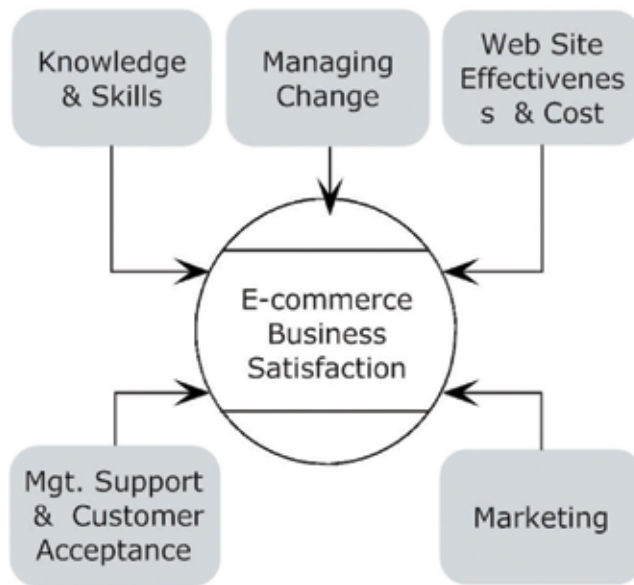 Knowledge
& Skills
Managing
Change
Web Site
Effectivenes
s & Cost
E-commerce
Business
Satisfaction
Mgt. Support
& Customer
Acceptance
Marketing